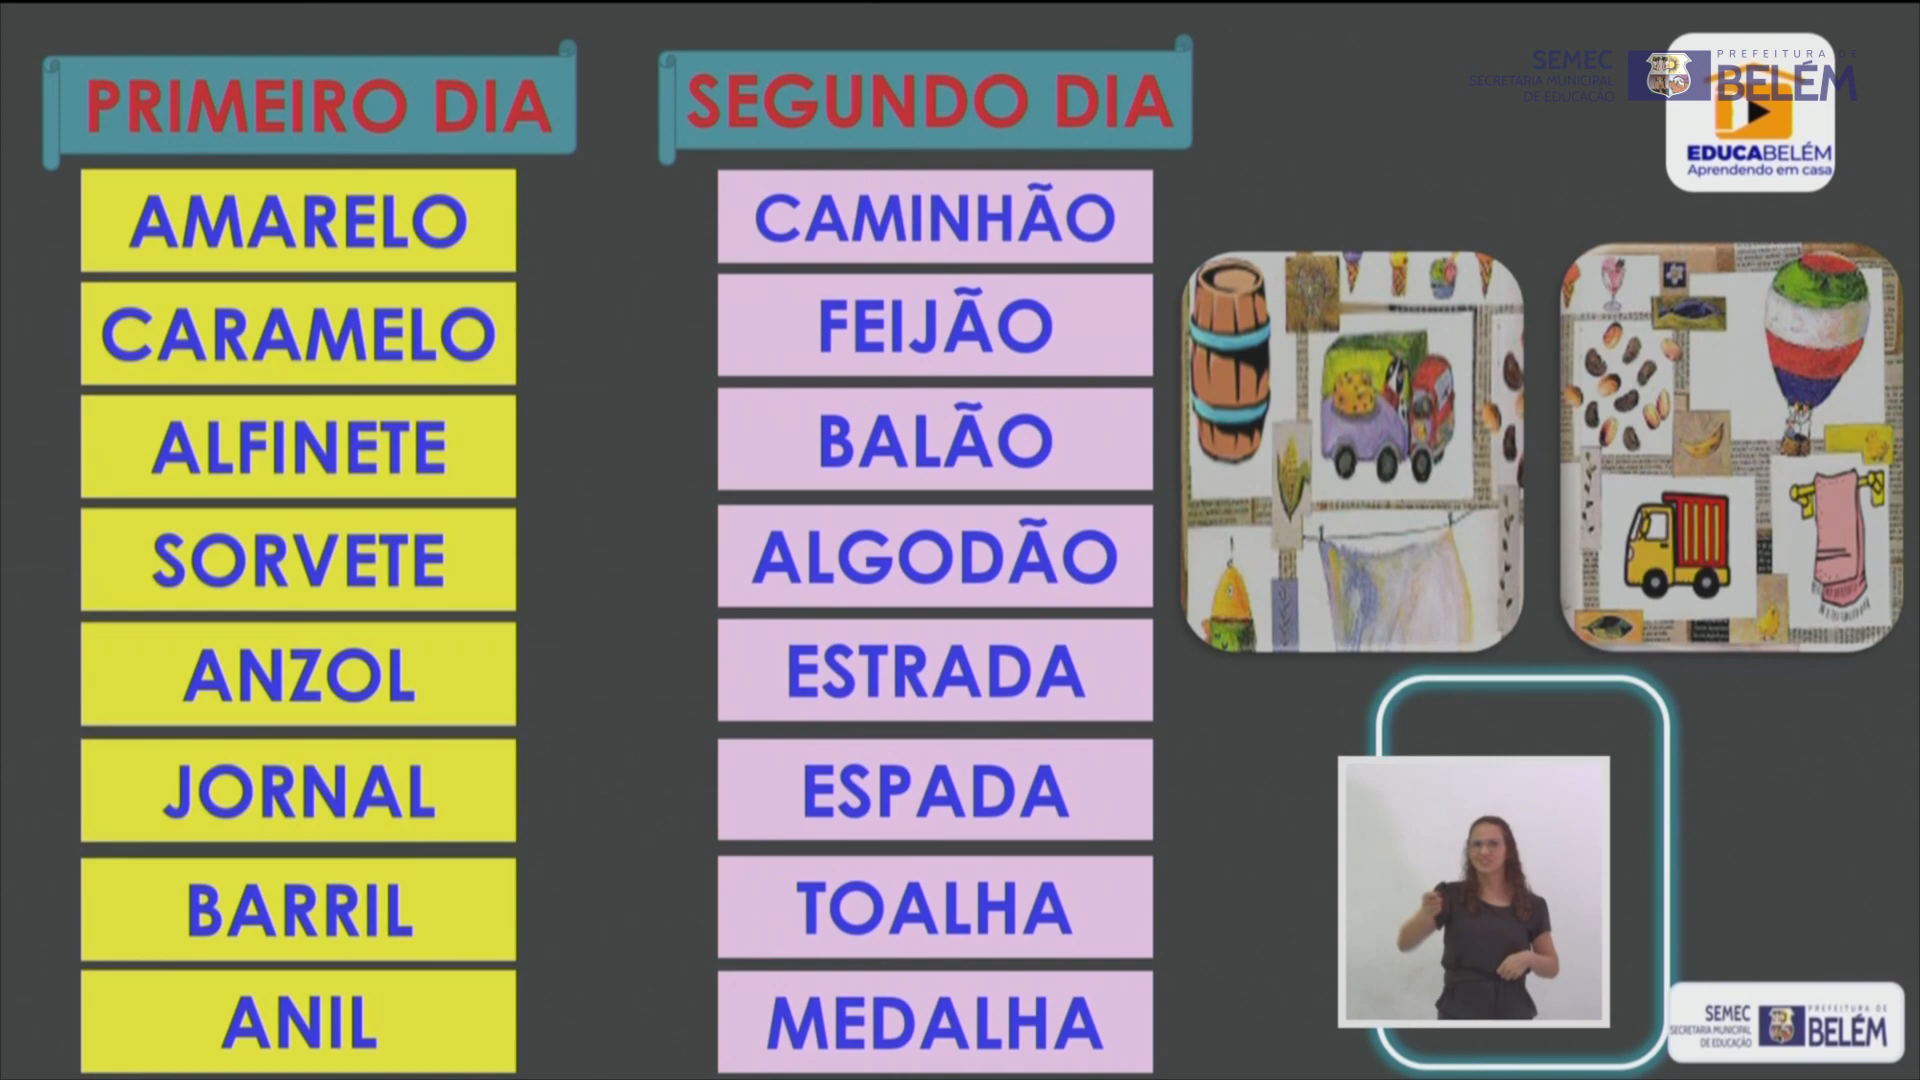 PRIMEIRO DIA
AMARELO
CARAMELO
ALFINETE
SORVETE
ANZOL
JORNAL
BARRIL
ANIL
SEGUNDO DIA
CAMINHÃO
FEIJÃO
BALÃO
ALGODÃO
ESTRADA
ESPADA
TOALHA
MEDALHA
SEMEC
SECRETARIA MUNICIPAL
DE EDUCAÇÃO
PREFEITURA DE
BELÉM
EDUCABELÉM
Aprendendo em casa
SEMEC
SECRETARIA MUNICIPAL
DE EDUCAÇÃO
PREFEITURA DE
BELÉM